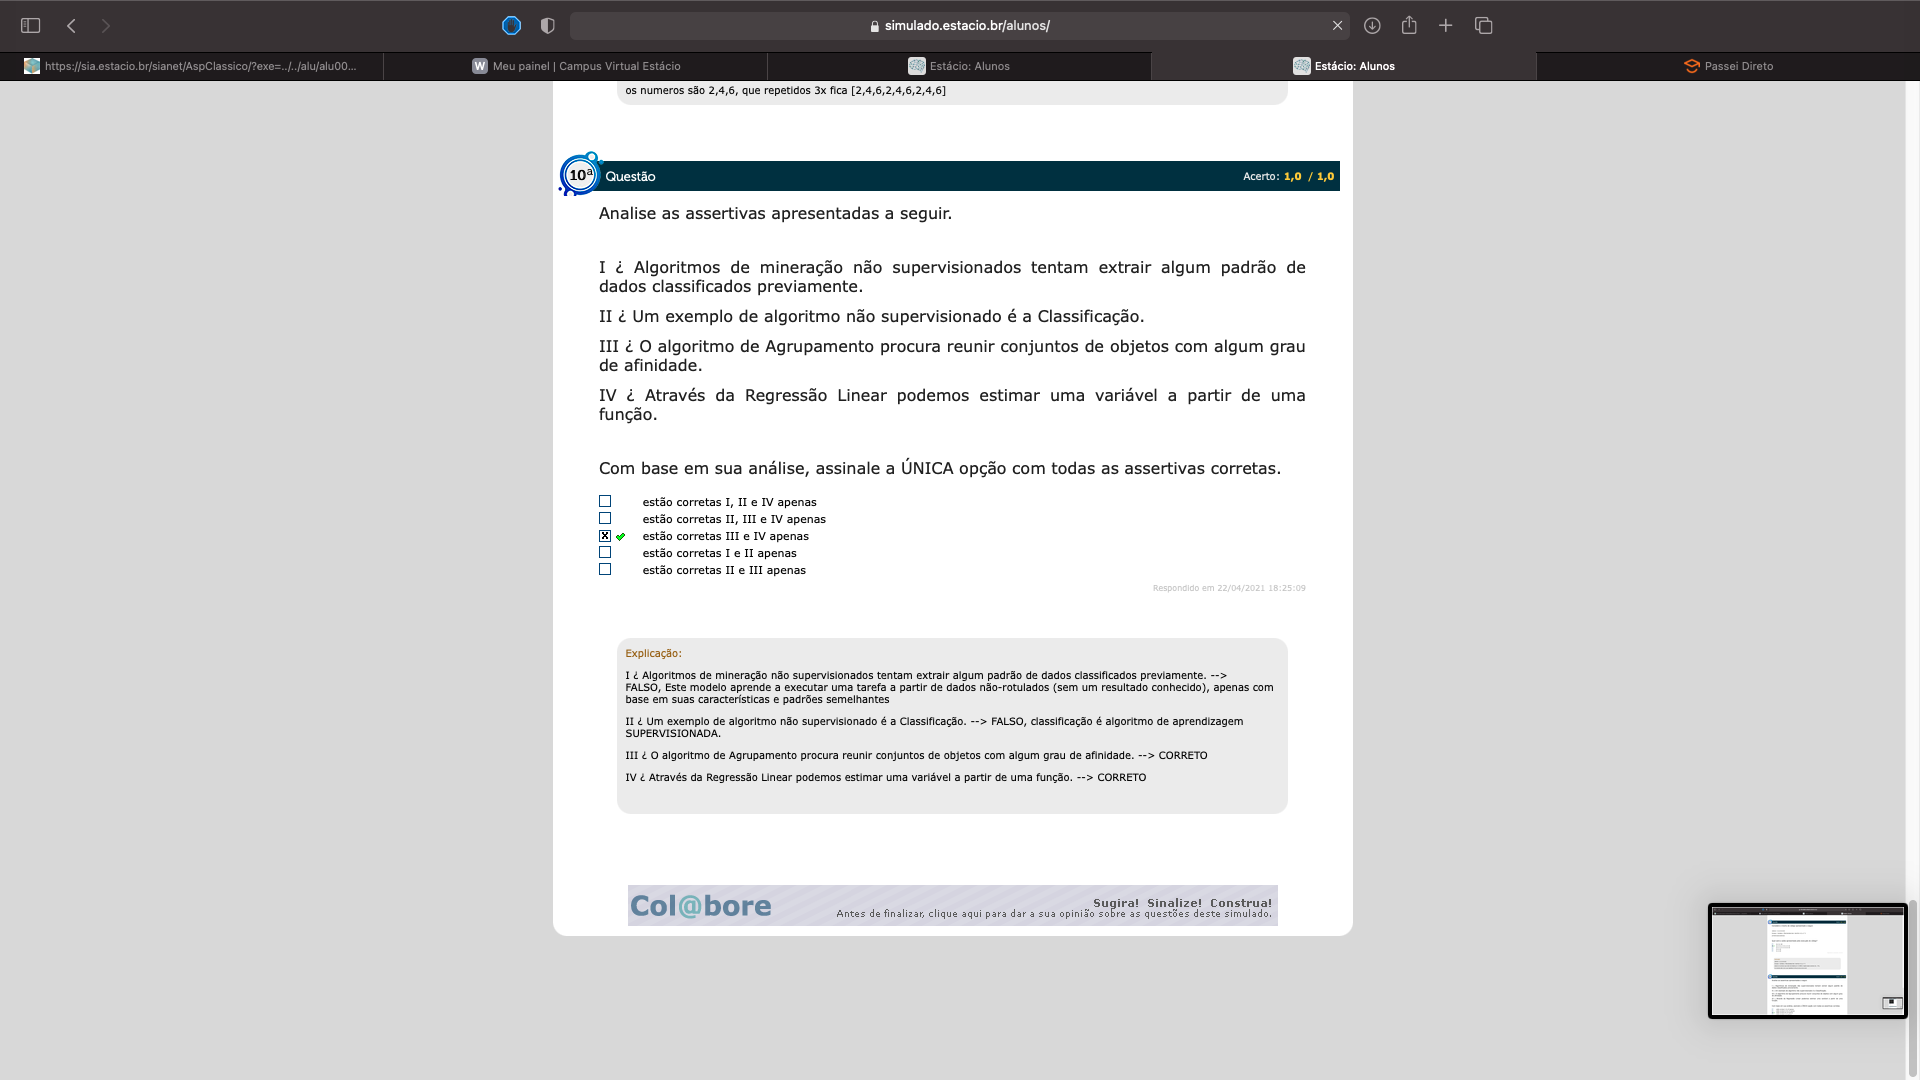 simulado.estacio.br/alunos/
https://sia.estacio.br/sianet/AspClassico/?exe=../../alu/alu00...
W Meu painel | Campus Virtual Estácio
Estácio: Alunos
Estácio: Alunos
Passei Direto
os numeros são 2,4,6, que repetidos 3x fica [2,4,6,2,4,6,2,4,6]
10ª Questão
Acerto: 1,0 / 1,0
Analise as assertivas apresentadas a seguir.
I ¿ Algoritmos de mineração não supervisionados tentam extrair algum padrão de
dados classificados previamente.
II ¿ Um exemplo de algoritmo não supervisionado é a Classificação.
III ¿ O algoritmo de Agrupamento procura reunir conjuntos de objetos com algum grau
de afinidade.
IV ¿ Através da Regressão Linear podemos estimar uma variável a partir de uma
função.
Com base em sua análise, assinale a ÚNICA opção com todas as assertivas corretas.
estão corretas I, II e IV apenas
estão corretas II, III e IV apenas
X estão corretas III e IV apenas
estão corretas I e II apenas
estão corretas II e III apenas
Respondido em 22/04/2021 18:25:09
Explicação:
I ¿ Algoritmos de mineração não supervisionados tentam extrair algum padrão de dados classificados previamente. -->
FALSO, Este modelo aprende a executar uma tarefa a partir de dados não-rotulados (sem um resultado conhecido), apenas com
base em suas características e padrões semelhantes
II ¿ Um exemplo de algoritmo não supervisionado é a Classificação. --> FALSO, classificação é algoritmo de aprendizagem
SUPERVISIONADA.
III ¿ O algoritmo de Agrupamento procura reunir conjuntos de objetos com algum grau de afinidade. --> CORRETO
IV ¿ Através da Regressão Linear podemos estimar uma variável a partir de uma função. --> CORRETO
Col@bore
Sugira! Sinalize! Construa!
Antes de finalizar, clique aqui para dar a sua opinião sobre as questões deste simulado.